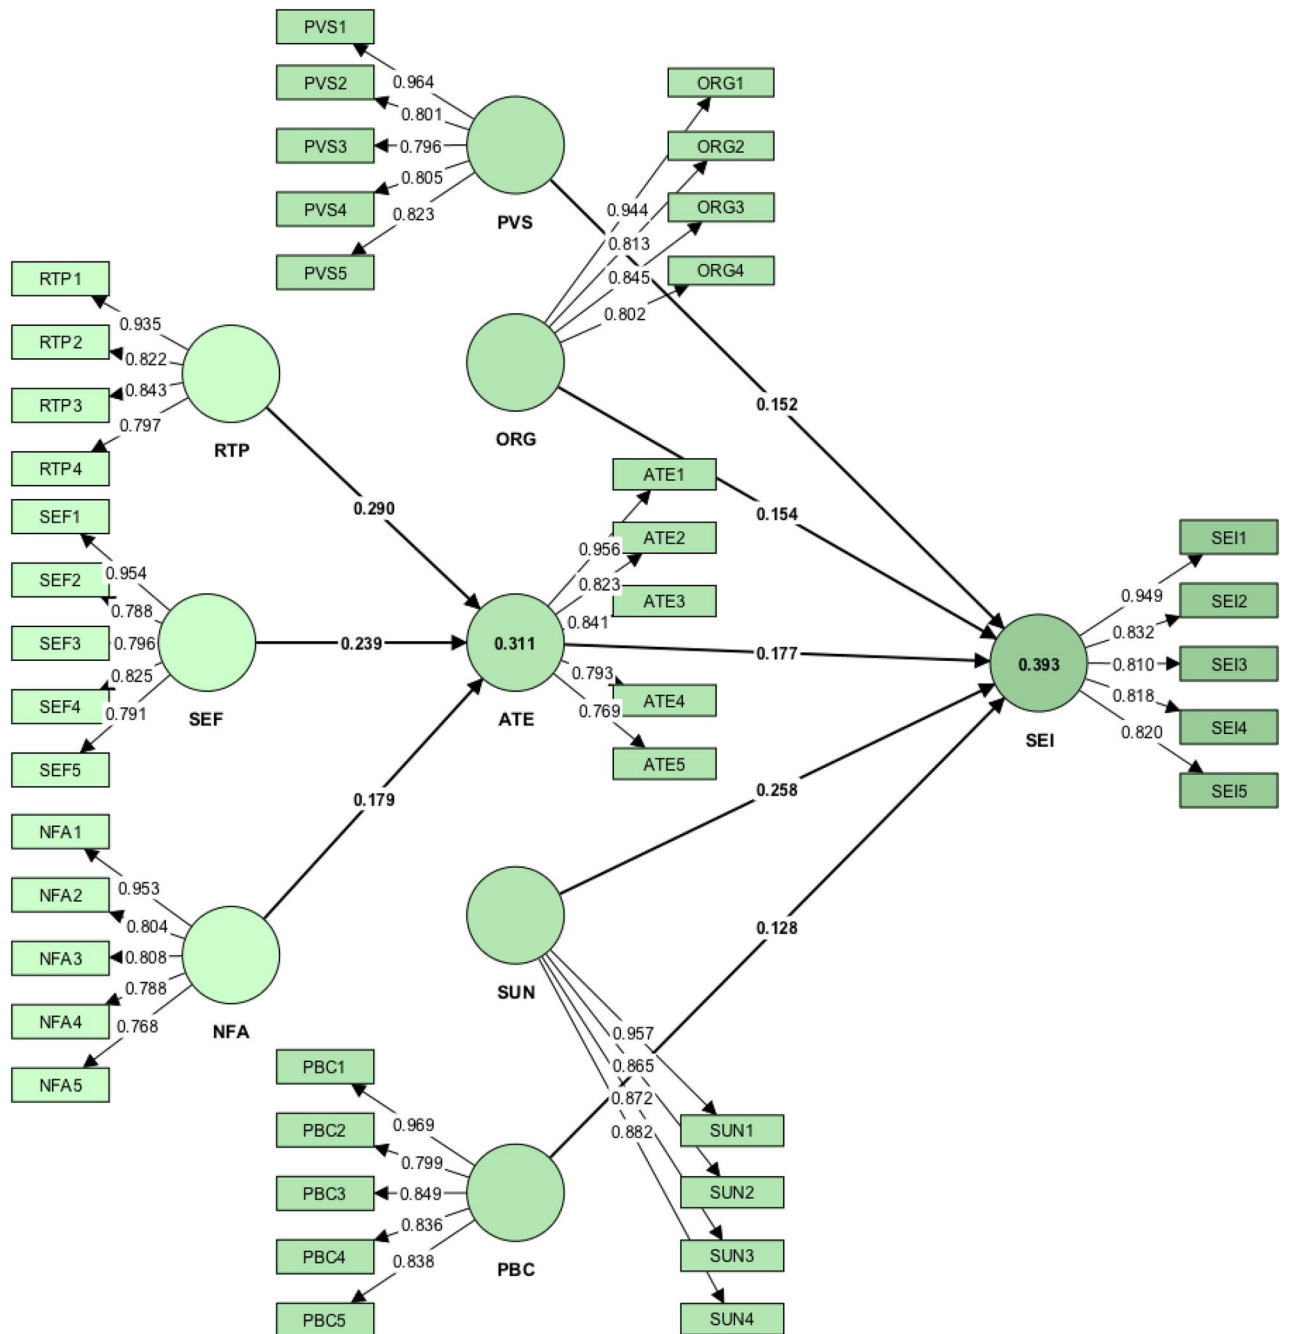 PVS1
PVS2
PVS3
PVS4
PVS5
0.964
0.801
0.796
0.805
0.823
PVS
ORG1
ORG2
ORG3
ORG4
0.944
0.813
0.845
0.802
ORG
RTP1
RTP2
RTP3
RTP4
0.935
0.822
0.843
0.797
RTP
SEF1
SEF2
SEF3
SEF4
SEF5
0.954
0.788
0.796
0.825
0.791
SEF
NFA1
NFA2
NFA3
NFA4
NFA5
0.953
0.804
0.808
0.788
0.768
NFA
0.290
0.239
0.179
ATE1
ATE2
ATE3
ATE4
ATE5
0.956
0.823
0.841
0.793
0.769
0.311
ATE
0.152
0.154
0.177
0.258
0.128
SUN
0.957
0.865
0.872
0.882
SUN1
SUN2
SUN3
SUN4
PBC1
PBC2
PBC3
PBC4
PBC5
0.969
0.799
0.849
0.836
0.838
PBC
0.393
SEI
0.949
0.832
0.810
0.818
0.820
SEI1
SEI2
SEI3
SEI4
SEI5